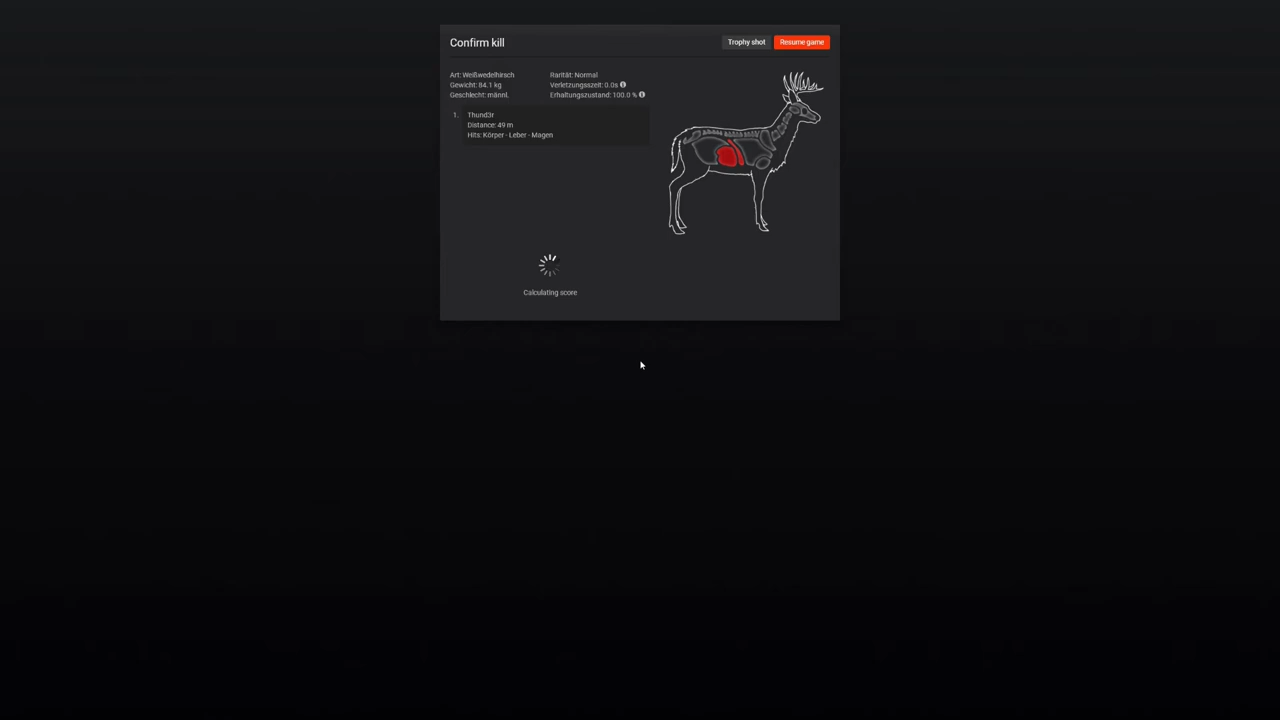 Confirm kill
Trophy shot
Resume game
Art: Weißwedelhirsch
Gewicht: 84.1 kg
Geschlecht: männl.
Rarität: Normal
Verletzungsszeit: 0.0s
Erhaltungszustand: 100.0 %
1. Thund3r
Distance: 49 m
Hits: Körper - Leber - Magen
Calculating score